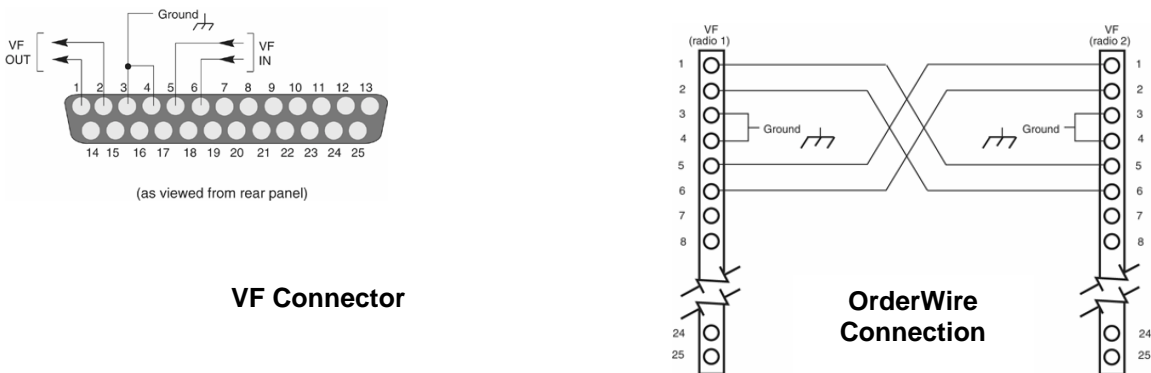 Ground
VF
OUT
VF
IN
1 2 3 4 5 6 7 8 9 10 11 12 13
14 15 16 17 18 19 20 21 22 23 24 25
(as viewed from rear panel)
VF Connector
VF
(radio 1)
VF
(radio 2)
1 1
2 2
3 3
Ground Ground
4 4
5 5
6 6
7 7
8 8
24 24
25 25
OrderWire
Connection